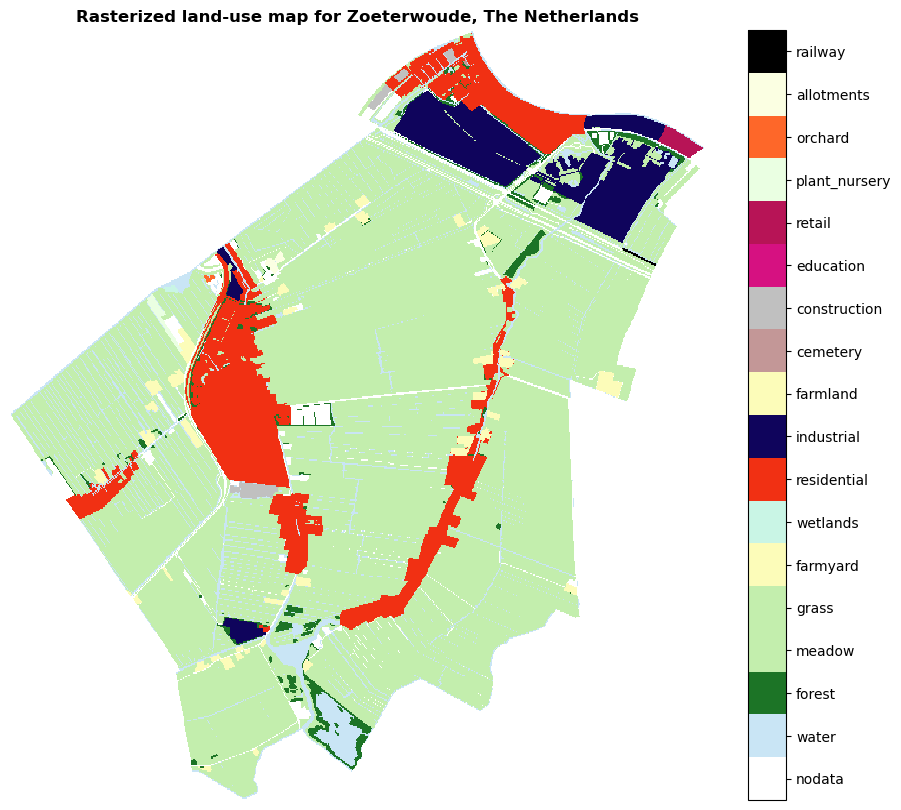 Rasterized land-use map for Zoeterwoude, The Netherlands
railway
allotments
orchard
plant_nursery
retail
education
construction
cemetery
farmland
industrial
residential
wetlands
farmyard
grass
meadow
forest
water
nodata